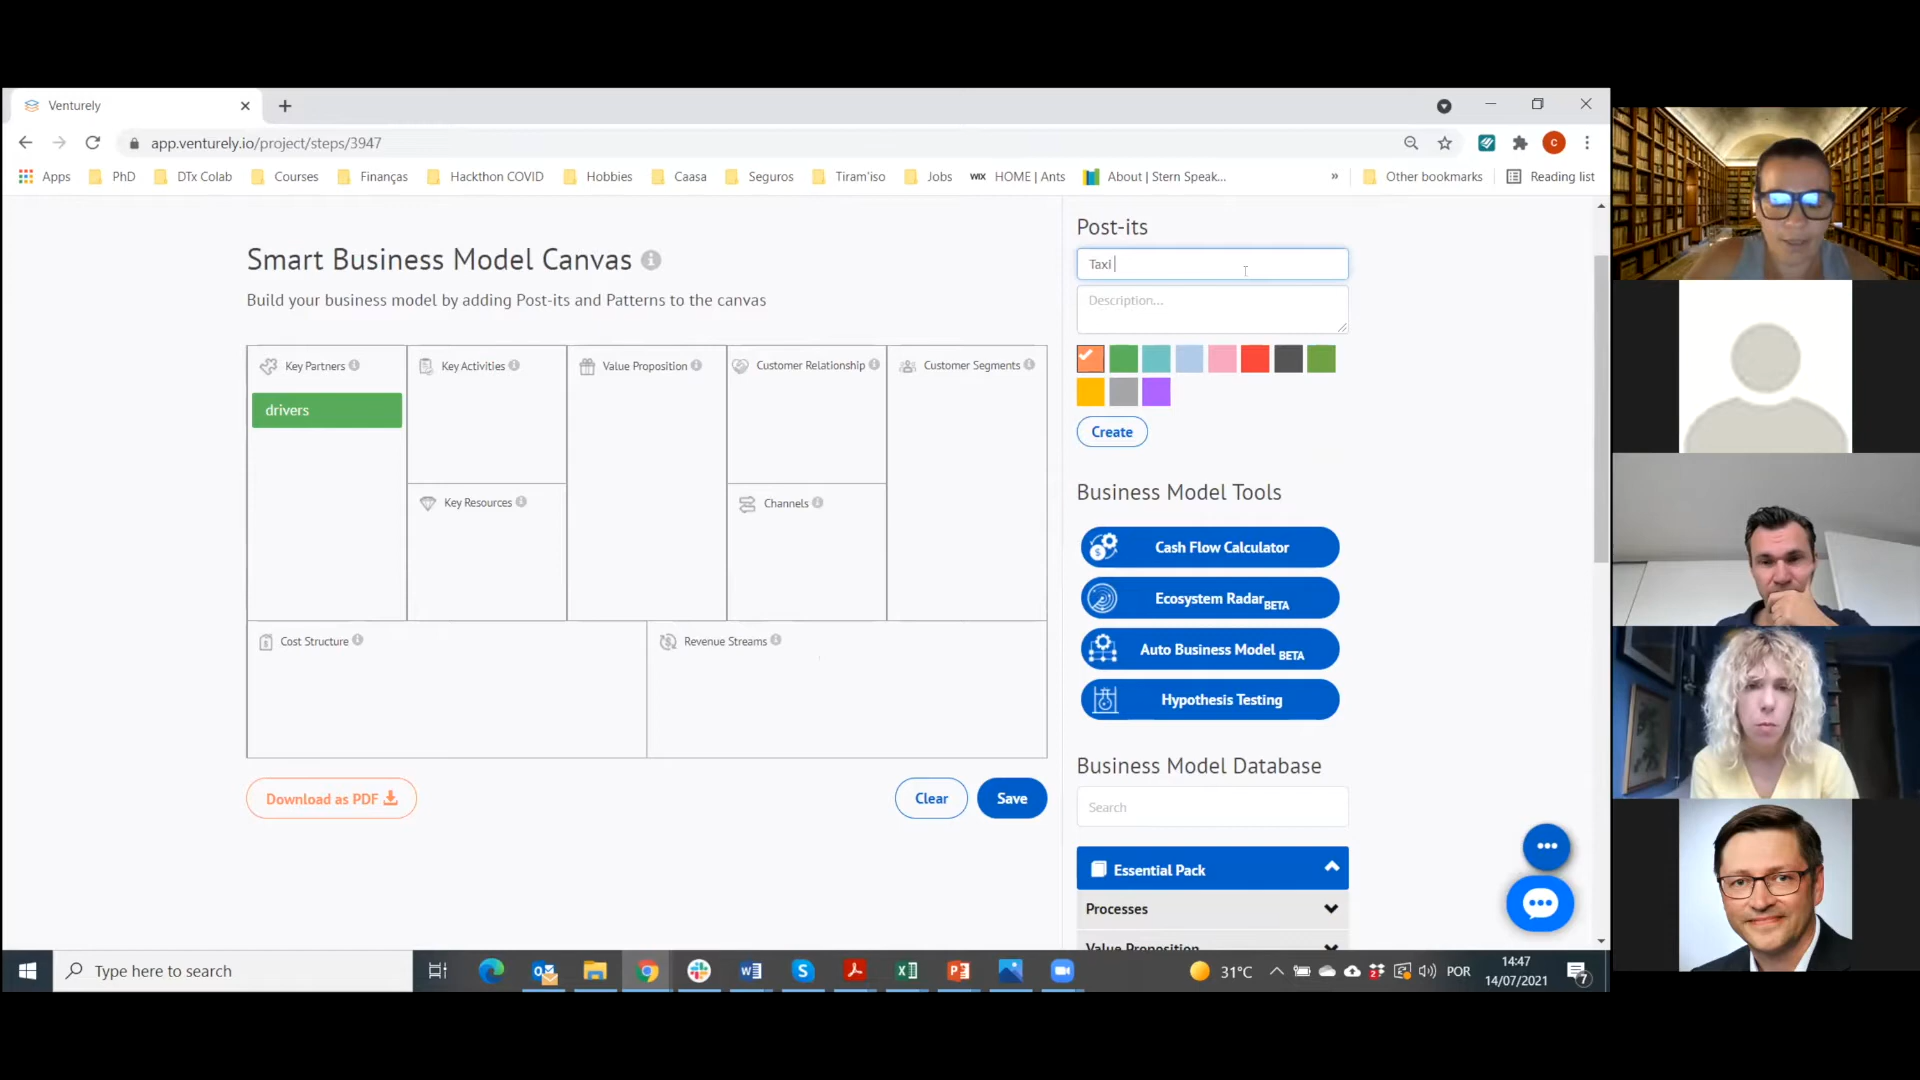 Venturely
app.venturely.io/project/steps/3947
C
Apps PhD DTx Colab Courses Finanças Hackthon COVID Hobbies Caasa Seguros Tiram'iso Jobs WIX HOME | Ants About | Stern Speak... » Other bookmarks Reading list
Smart Business Model Canvas
Build your business model by adding Post-its and Patterns to the canvas
Key Partners
drivers
Key Activities
Key Resources
Value Proposition
Customer Relationship
Channels
Customer Segments
Cost Structure
Revenue Streams
Download as PDF
Clear
Save
Post-its
Taxi
Description...
Create
Business Model Tools
Cash Flow Calculator
Ecosystem Radar BETA
Auto Business Model BETA
Hypothesis Testing
Business Model Database
Search
Essential Pack
Processes
Value Proposition
Type here to search
31°C
POR
14:47
14/07/2021
7